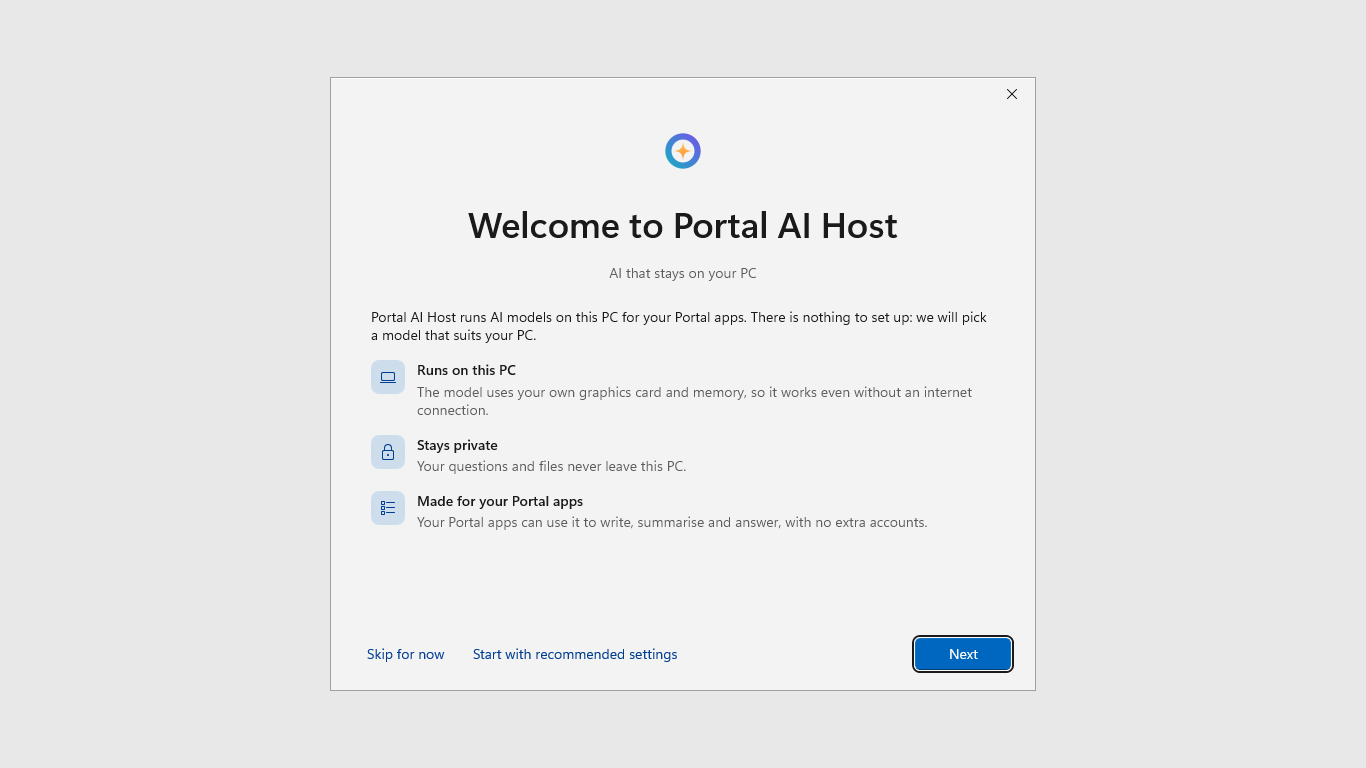 Welcome to Portal AI Host
AI that stays on your PC
Portal AI Host runs AI models on this PC for your Portal apps. There is nothing to set up: we will pick
a model that suits your PC.
Runs on this PC
The model uses your own graphics card and memory, so it works even without an internet
connection.
Stays private
Your questions and files never leave this PC.
Made for your Portal apps
Your Portal apps can use it to write, summarise and answer, with no extra accounts.
Skip for now
Start with recommended settings
Next